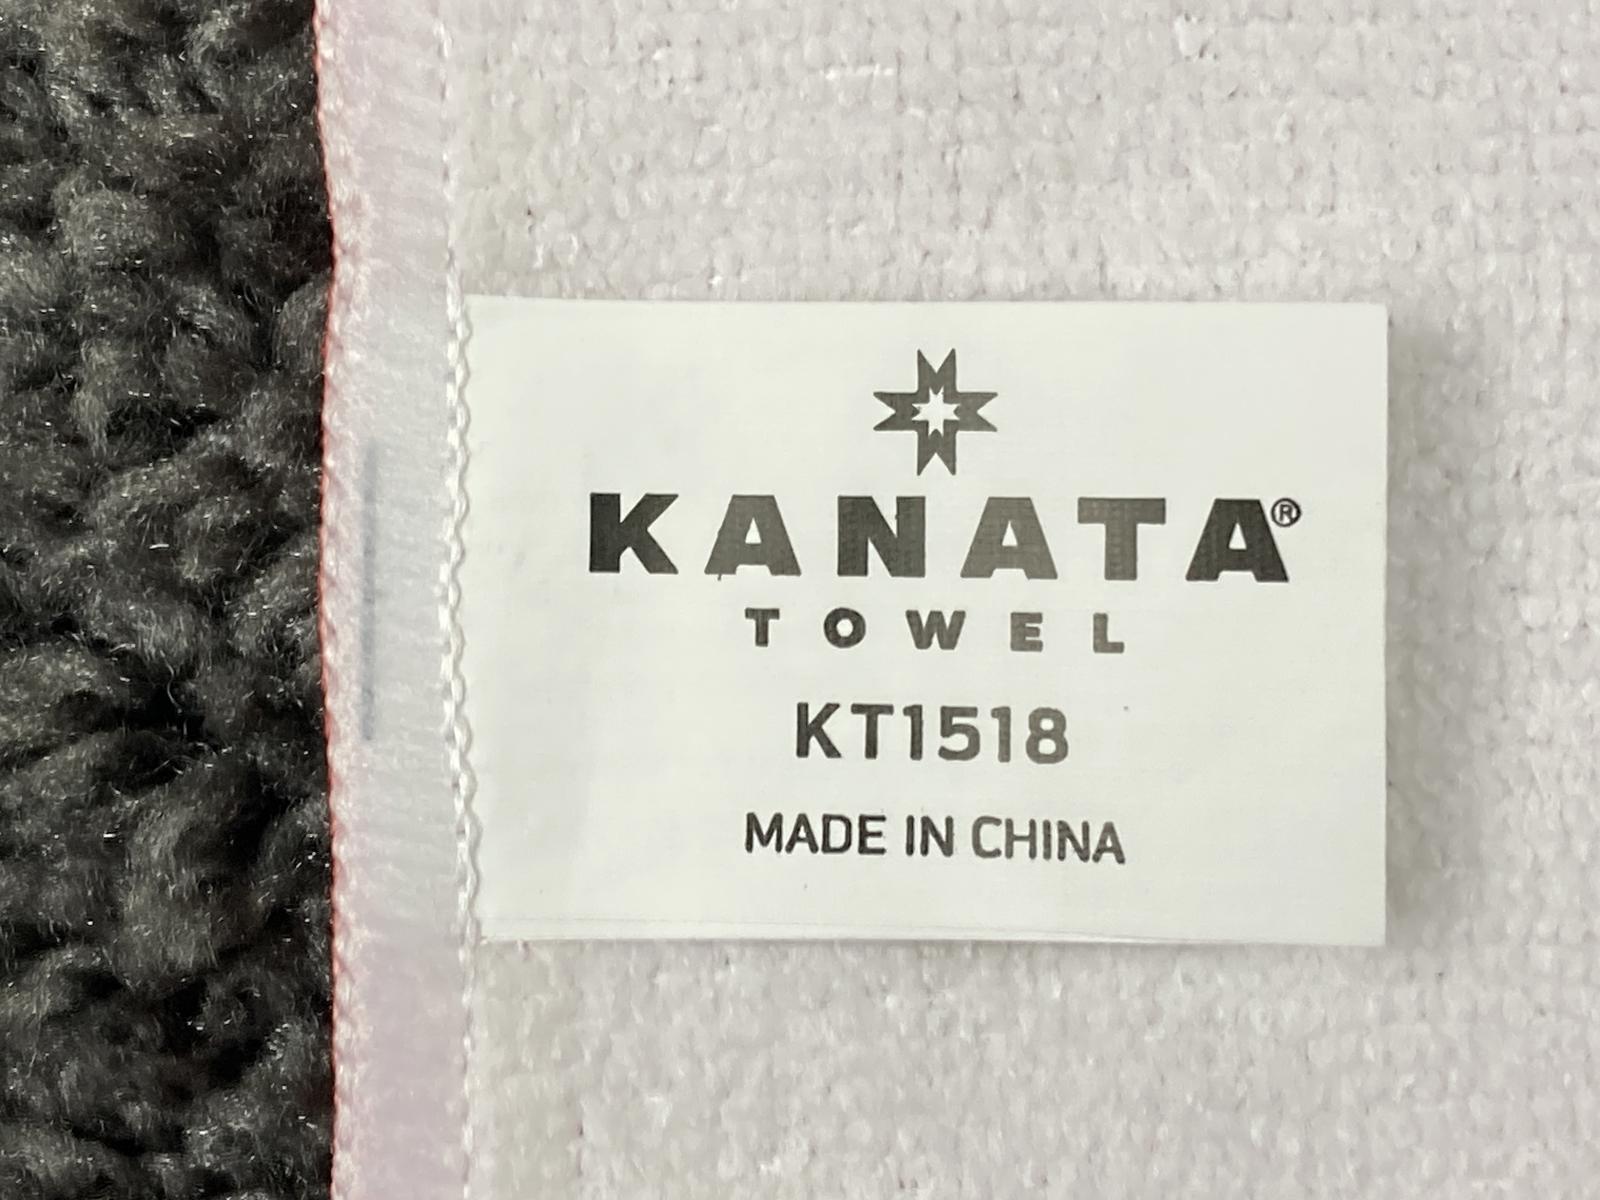 KANATA®
TOWEL
KT1518
MADE IN CHINA